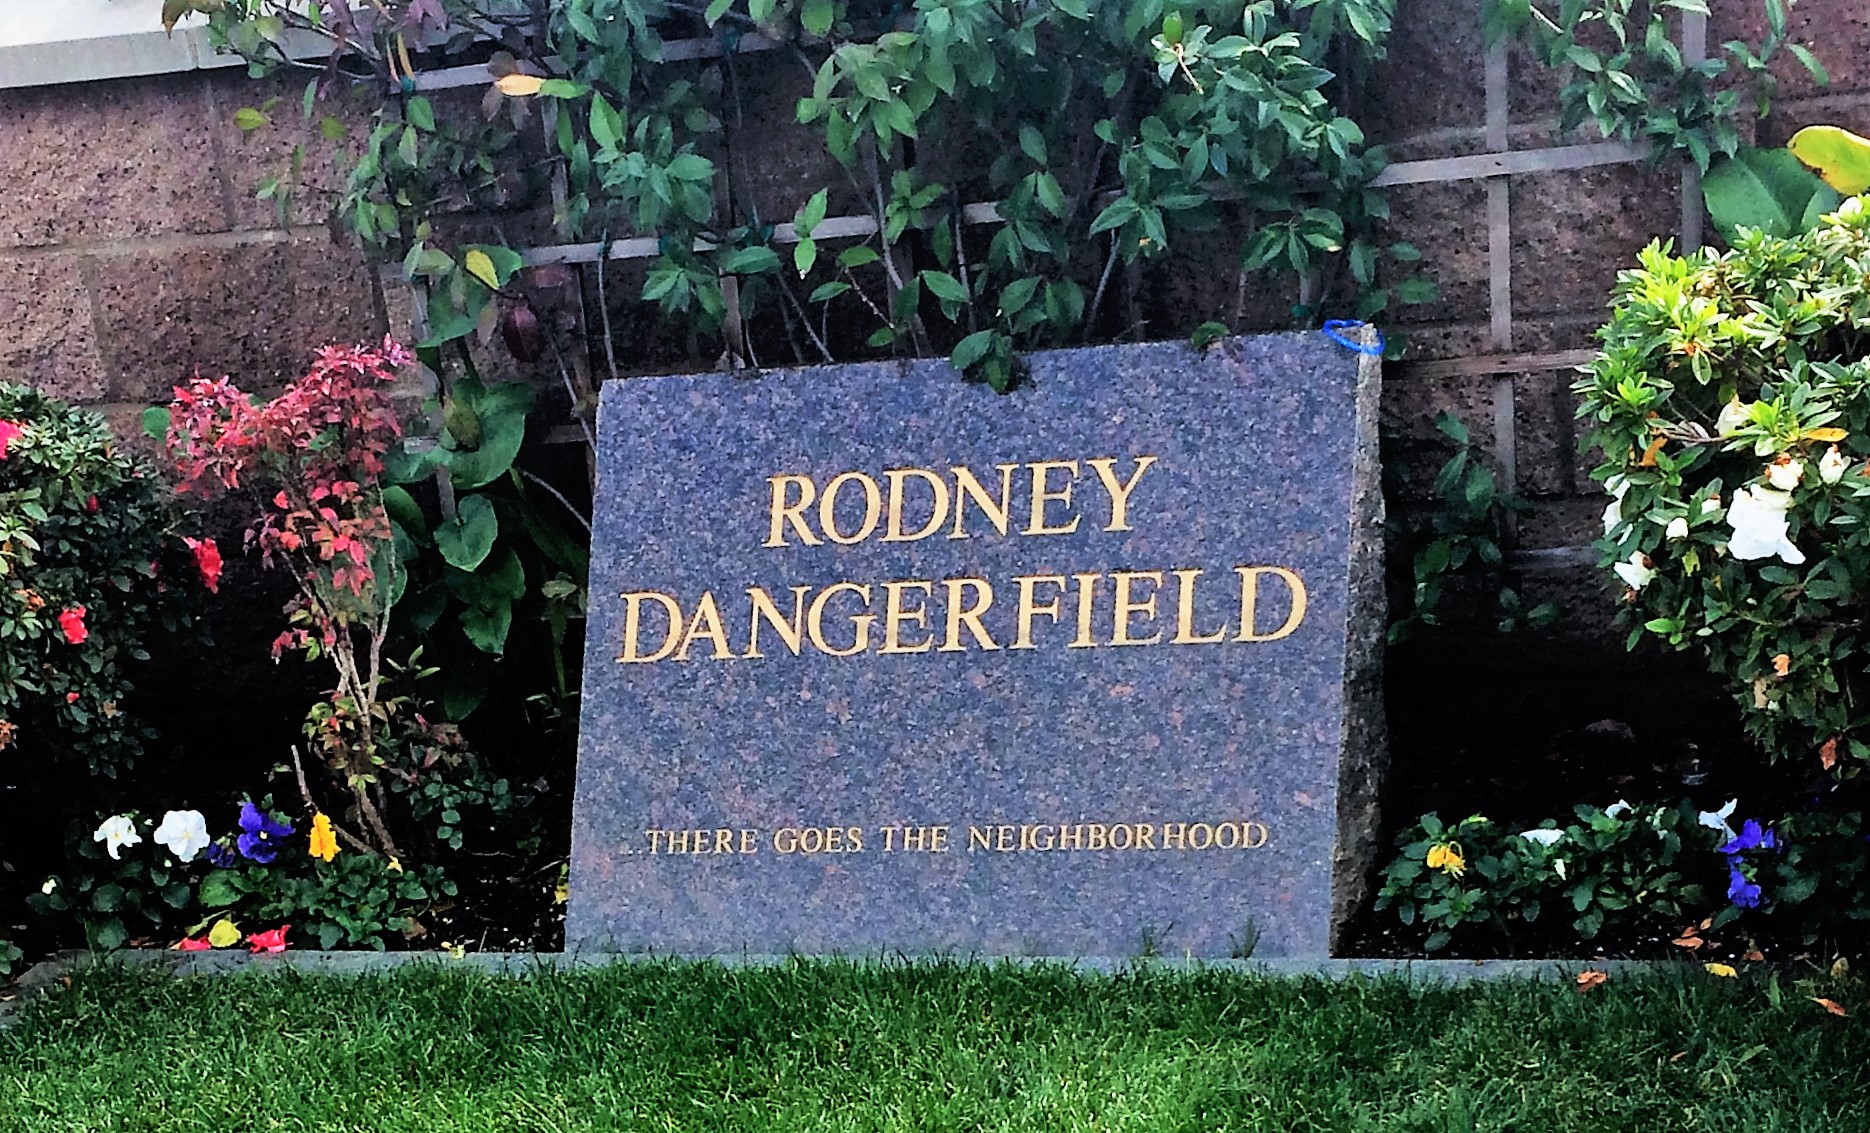 RODNEY
DANGERFIELD
...THERE GOES THE NEIGHBORHOOD